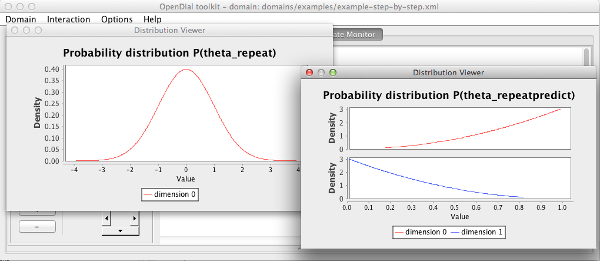 OpenDial toolkit - domain: domains/examples/example-step-by-step.xml
Domain Interaction Options Help
Distribution Viewer
ate Monitor
Probability distribution P(theta_repeat)
0.40
0.35
0.30
0.25
0.20
0.15
0.10
0.05
0.00
Density
-4 -3 -2 -1 0 1 2 3 4
Value
dimension 0
Distribution Viewer
Probability distribution P(theta_repeatpredict)
3
2
1
0
Density
3
2
1
0
Density
0.0 0.1 0.2 0.3 0.4 0.5 0.6 0.7 0.8 0.9 1.0
Value
dimension 0 dimension 1